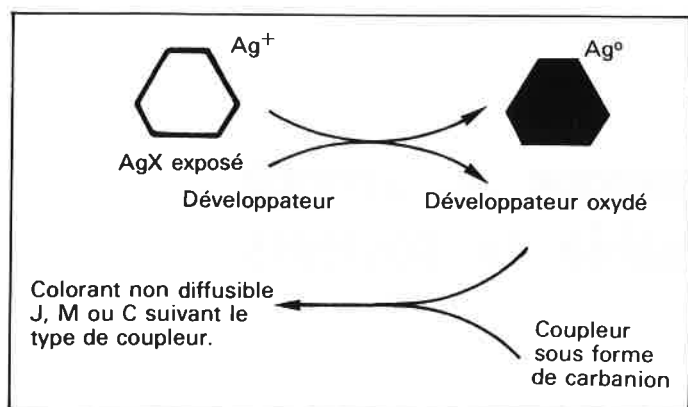 Ag⁺
Ag⁰
AgX exposé
Développateur
Développateur oxydé
Colorant non diffusible
J, M ou C suivant le
type de coupleur.
Coupleur
sous forme
de carbanion